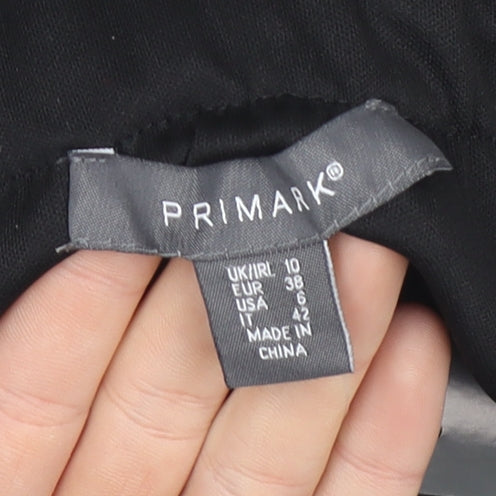 PRIMARK®
UK/IRL 10
EUR 38
USA 6
IT 42
MADE IN
CHINA